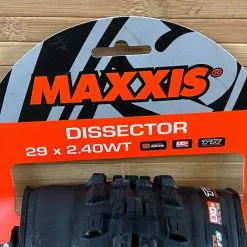 MAXXIS®
DISSECTOR
29 x 2.40WT